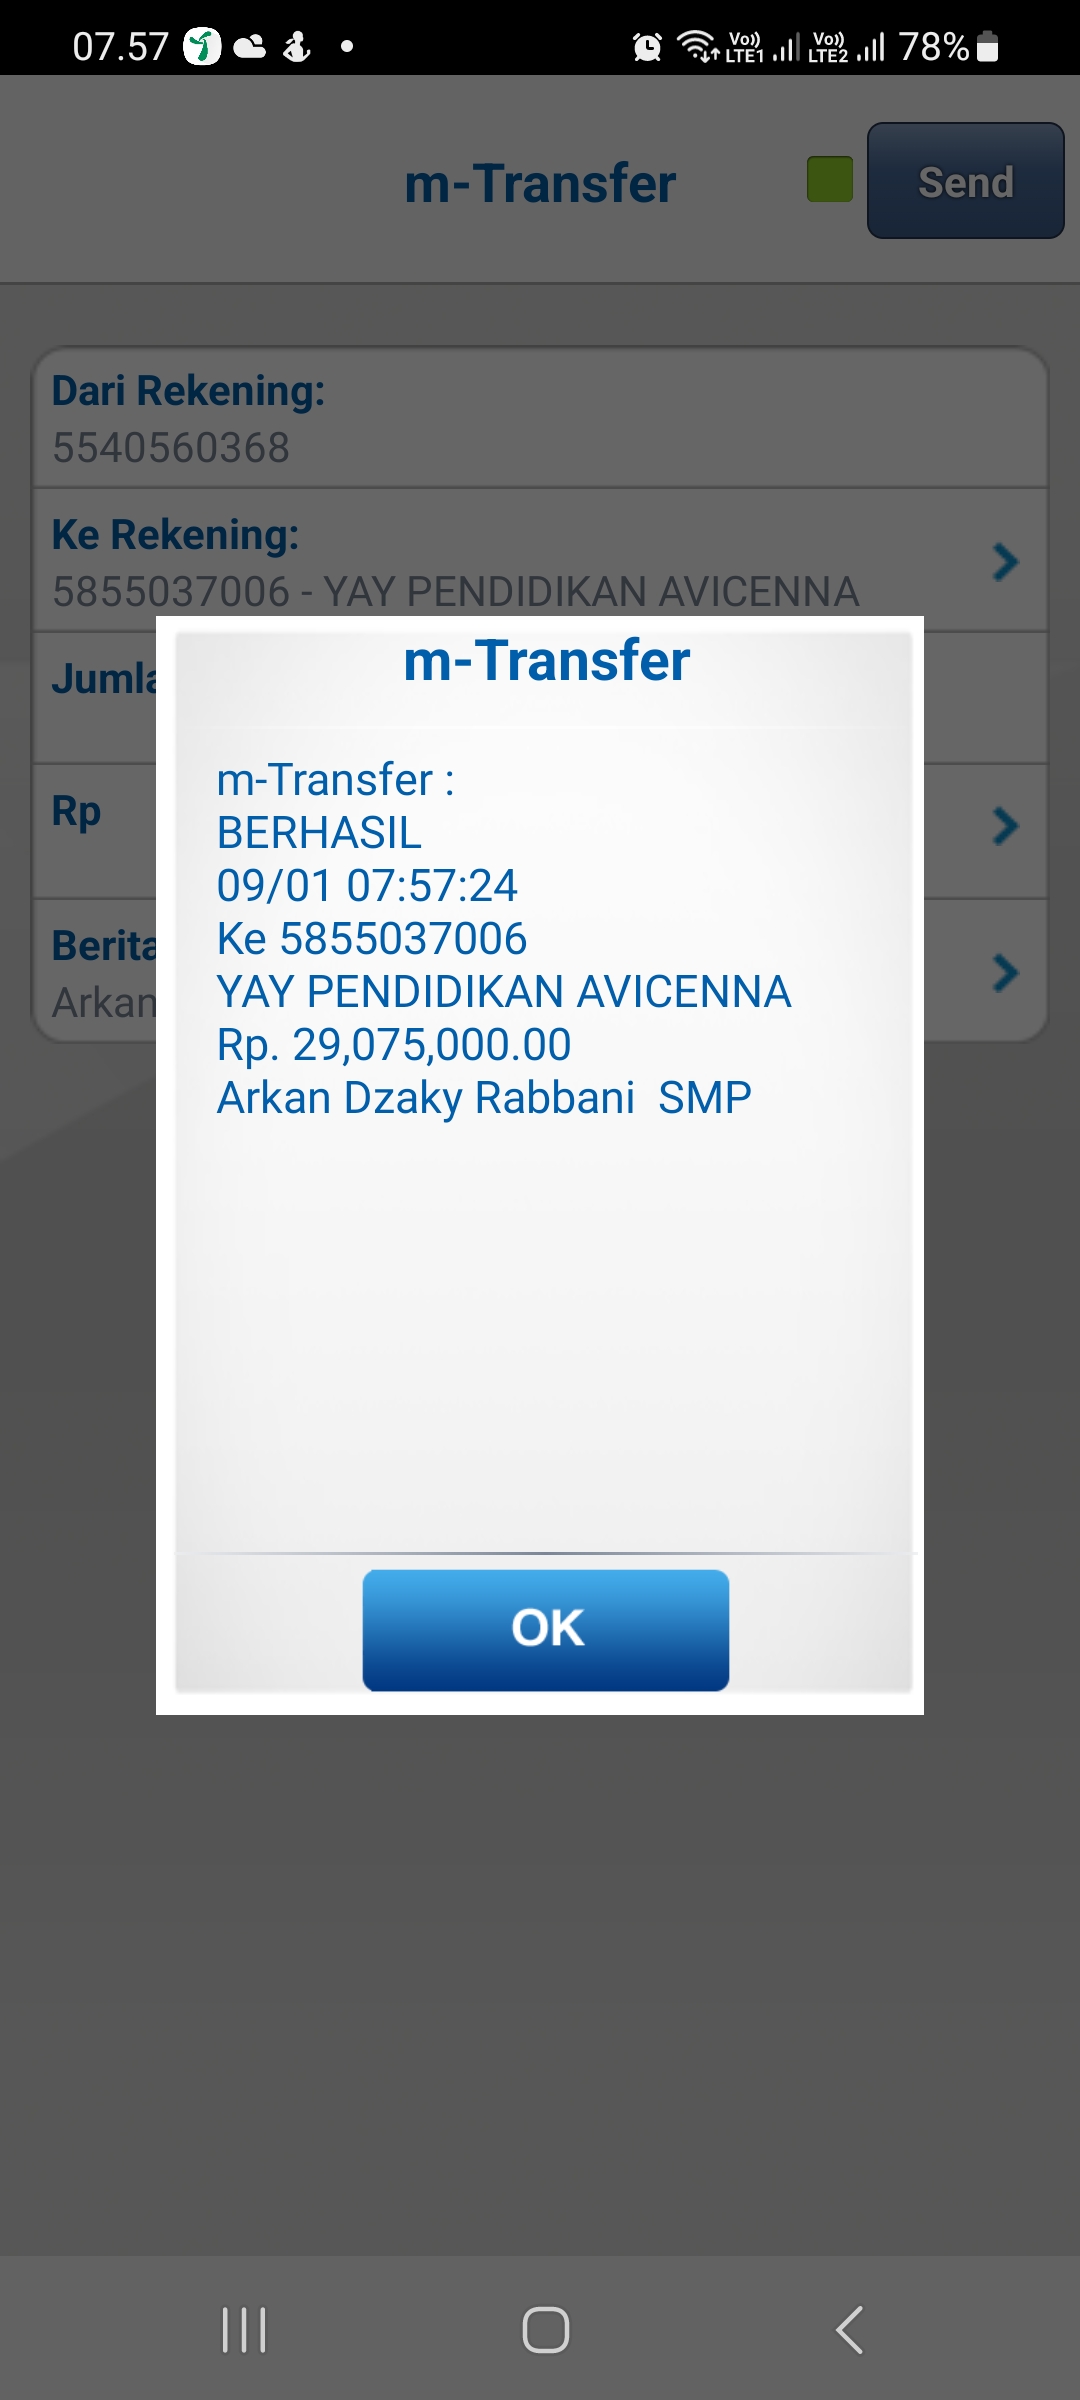 07.57
Vo)) LTE1
Vo)) LTE2
78%
m-Transfer
Send
Dari Rekening:
5540560368
Ke Rekening:
5855037006 - YAY PENDIDIKAN AVICENNA
Rp
Arkan
m-Transfer
m-Transfer :
BERHASIL
09/01 07:57:24
Ke 5855037006
YAY PENDIDIKAN AVICENNA
Rp. 29,075,000.00
Arkan Dzaky Rabbani  SMP
OK